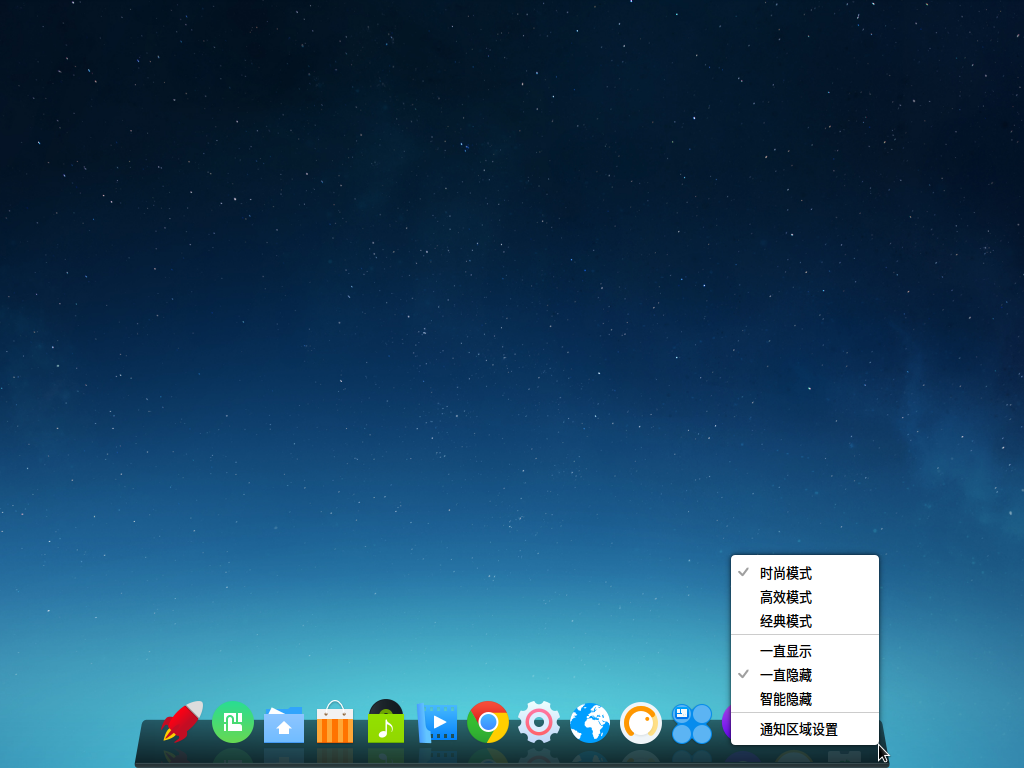 时尚模式
高效模式
经典模式
一直显示
一直隐藏
智能隐藏
通知区域设置